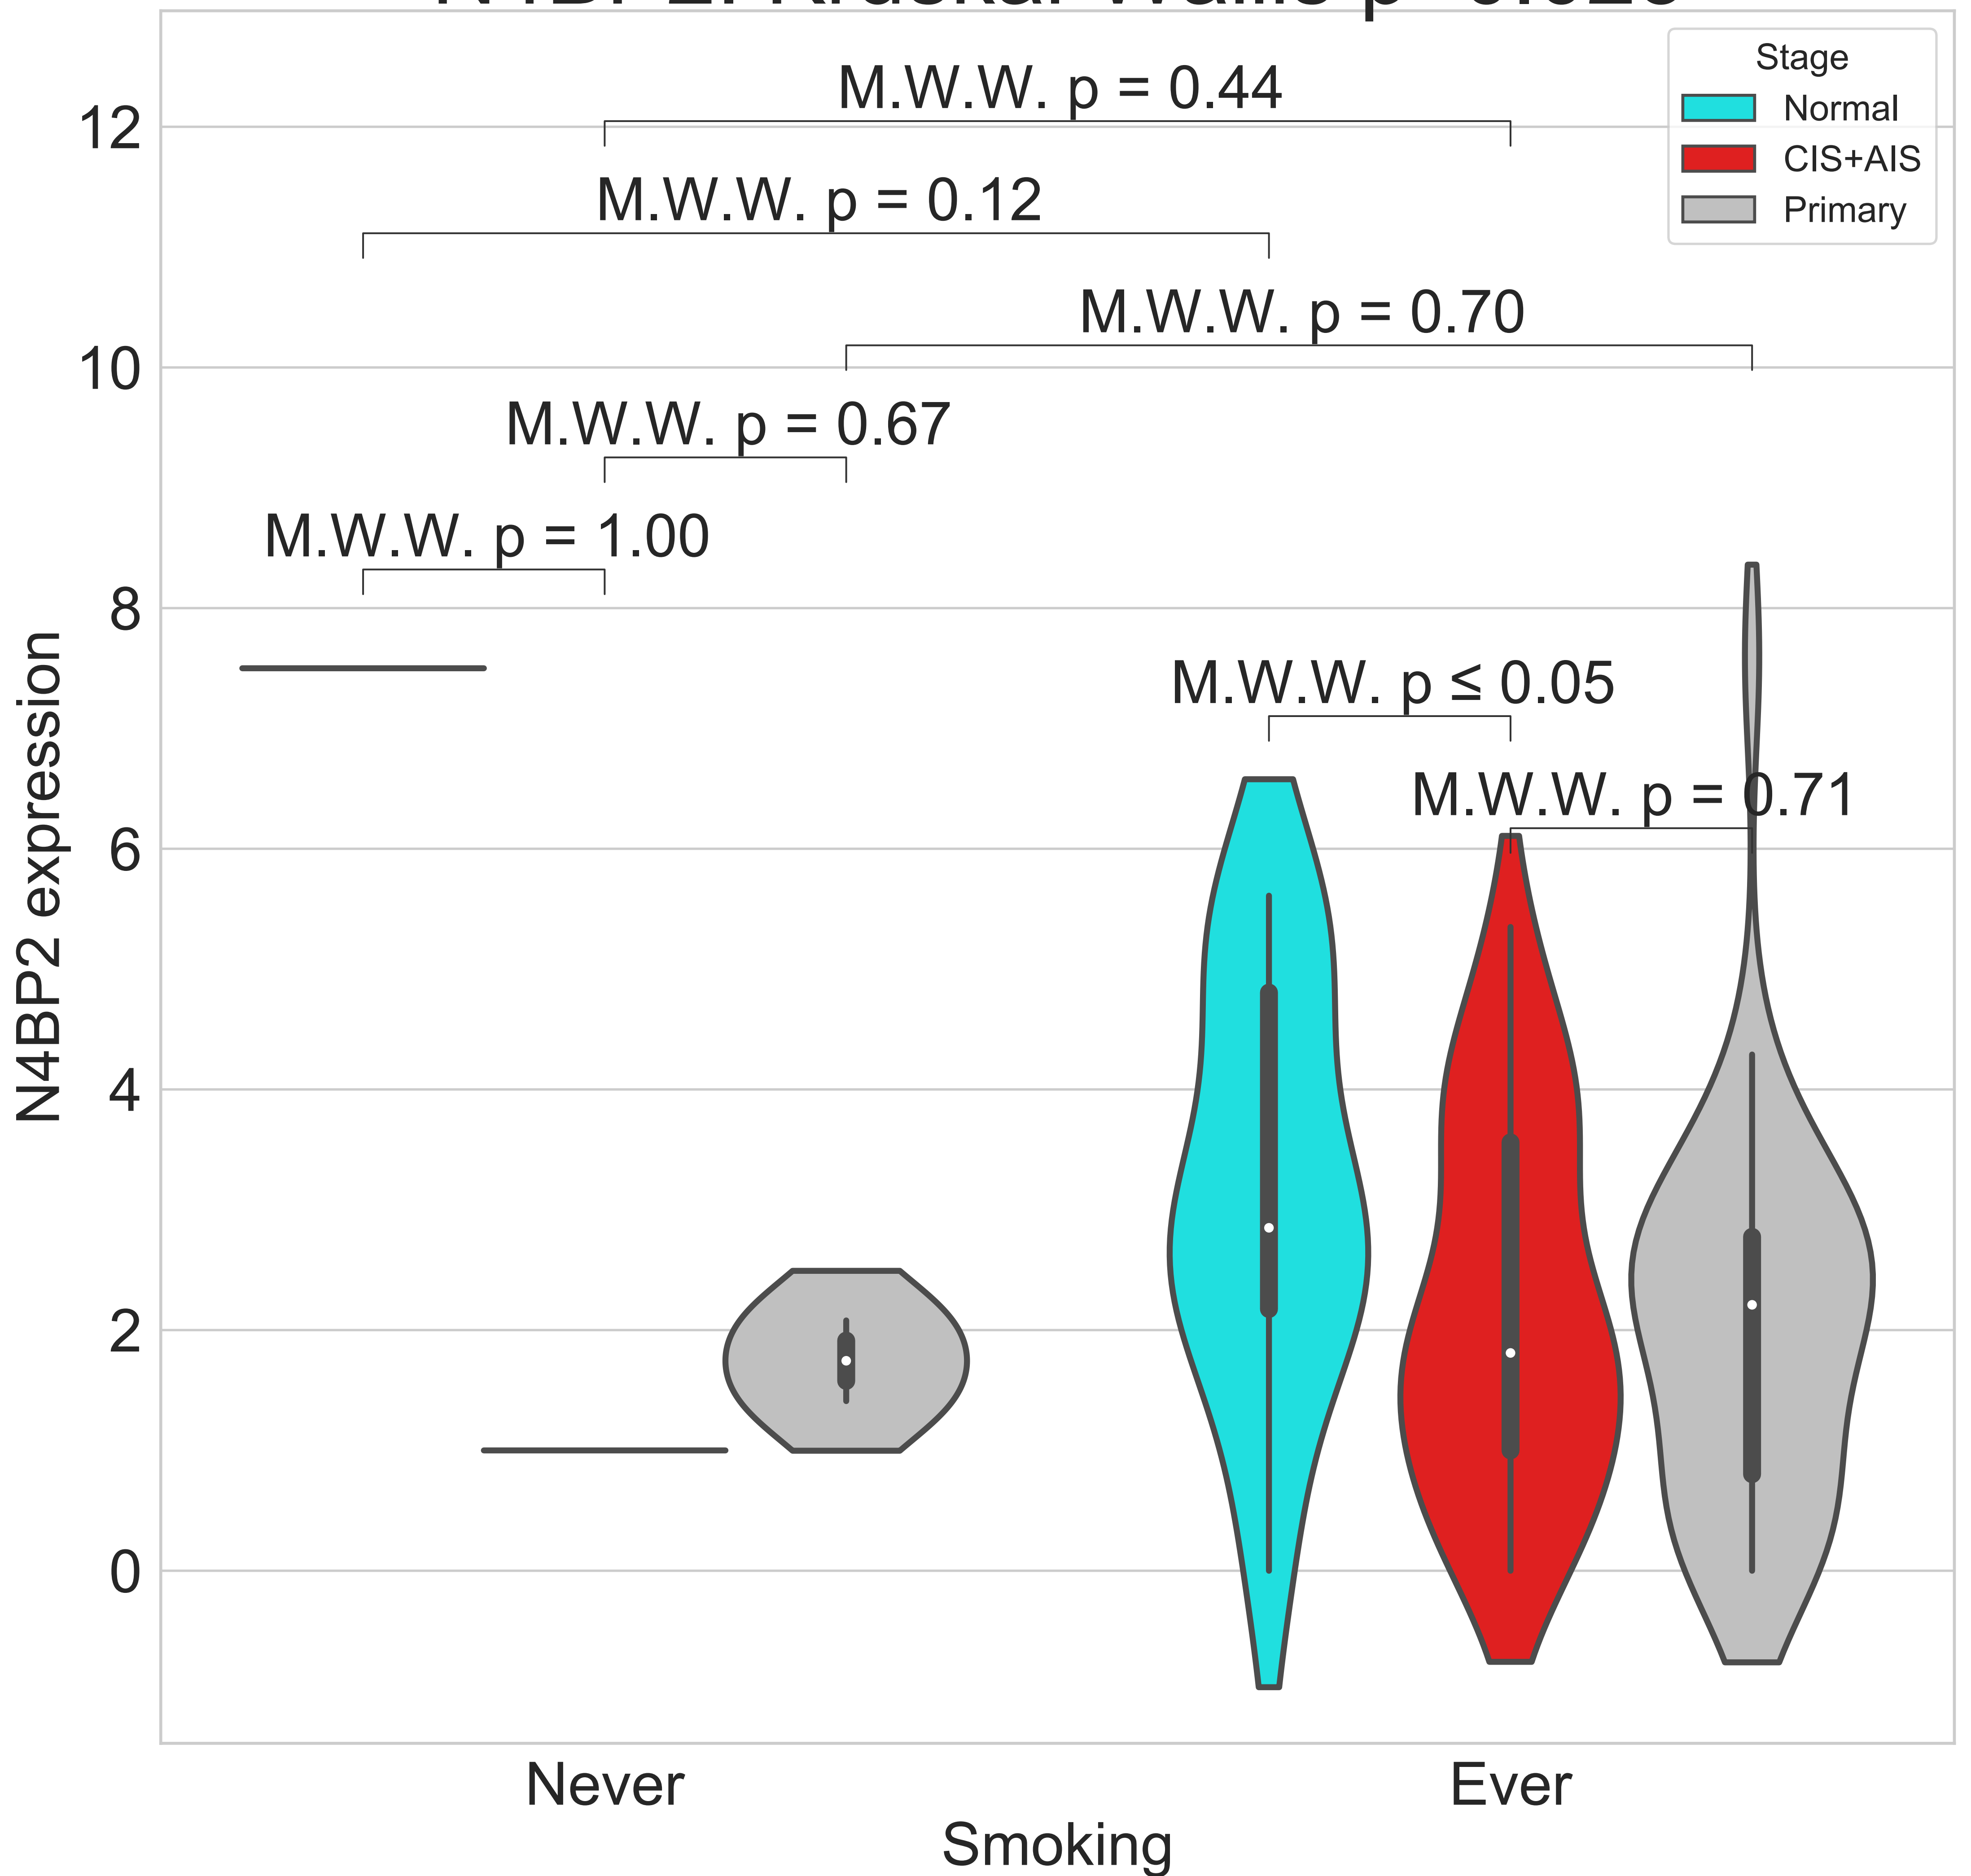 Stage
Normal
CIS+AIS
Primary
M.W.W. p = 0.44
M.W.W. p = 0.12
M.W.W. p = 0.70
M.W.W. p = 0.67
M.W.W. p = 1.00
M.W.W. p ≤ 0.05
M.W.W. p = 0.71
12
10
8
6
4
2
0
N4BP2 expression
Never
Ever
Smoking